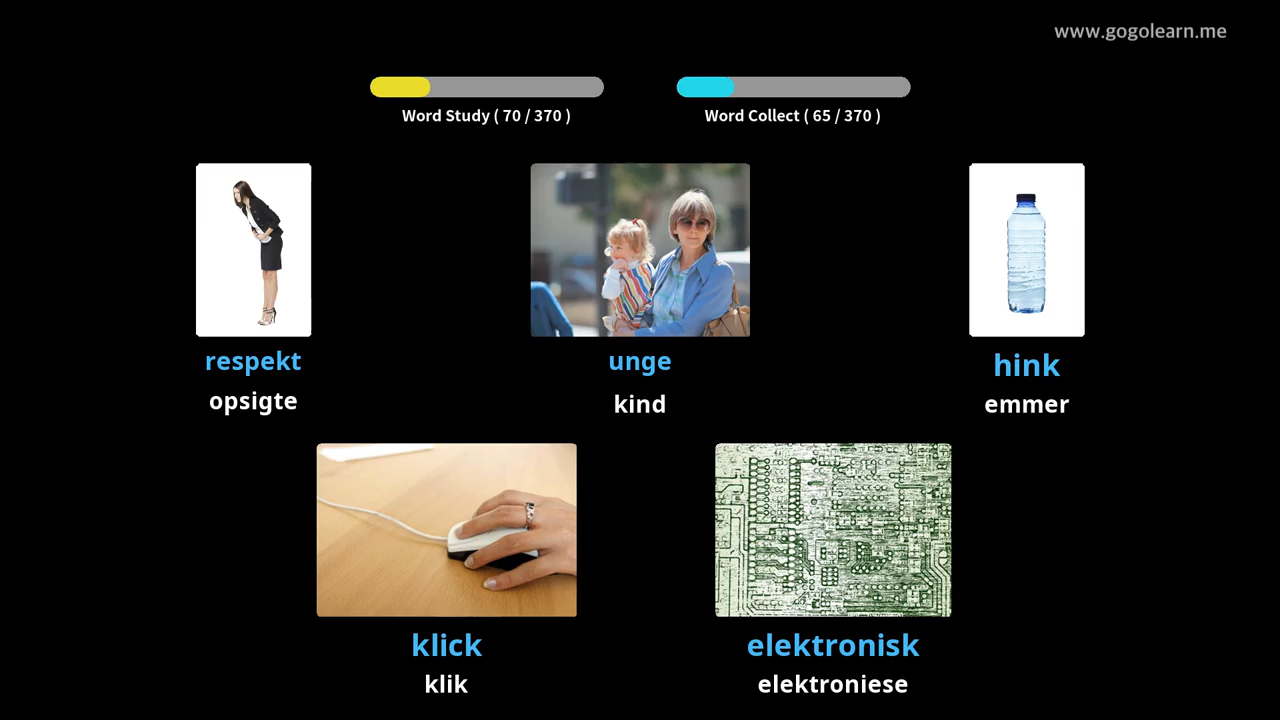 www.gogolearn.me
Word Study ( 70 / 370 )
Word Collect ( 65 / 370 )
respekt
opsigte
unge
kind
hink
emmer
klick
klik
elektronisk
elektroniese